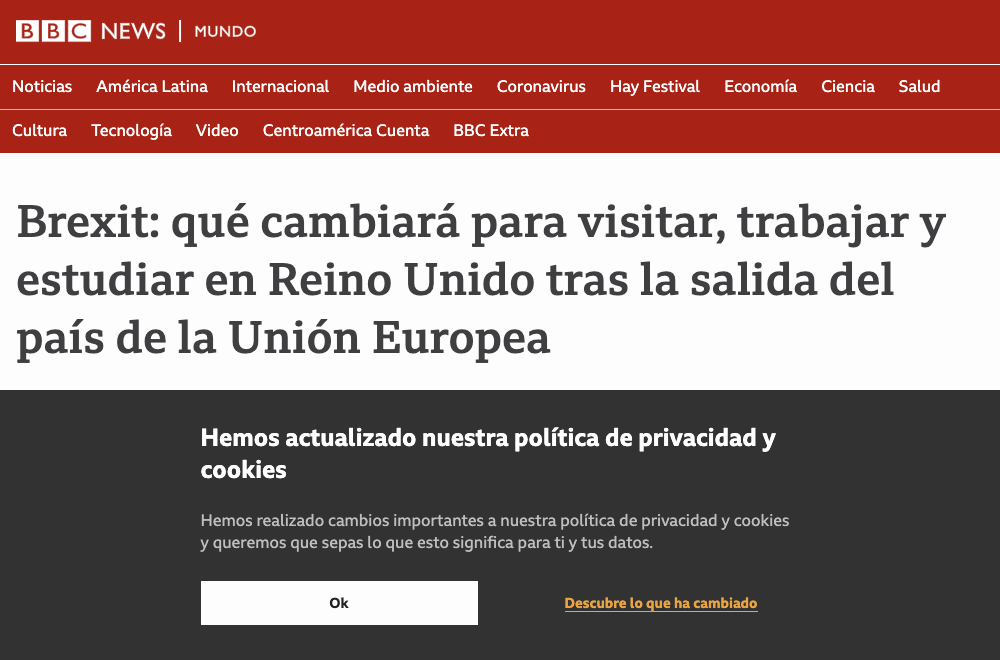 BBC NEWS | MUNDO
Noticias América Latina Internacional Medio ambiente Coronavirus Hay Festival Economía Ciencia Salud
Cultura Tecnología Video Centroamérica Cuenta BBC Extra
Brexit: qué cambiará para visitar, trabajar y
estudiar en Reino Unido tras la salida del
país de la Unión Europea
Hemos actualizado nuestra política de privacidad y
cookies
Hemos realizado cambios importantes a nuestra política de privacidad y cookies
y queremos que sepas lo que esto significa para ti y tus datos.
Ok Descubre lo que ha cambiado